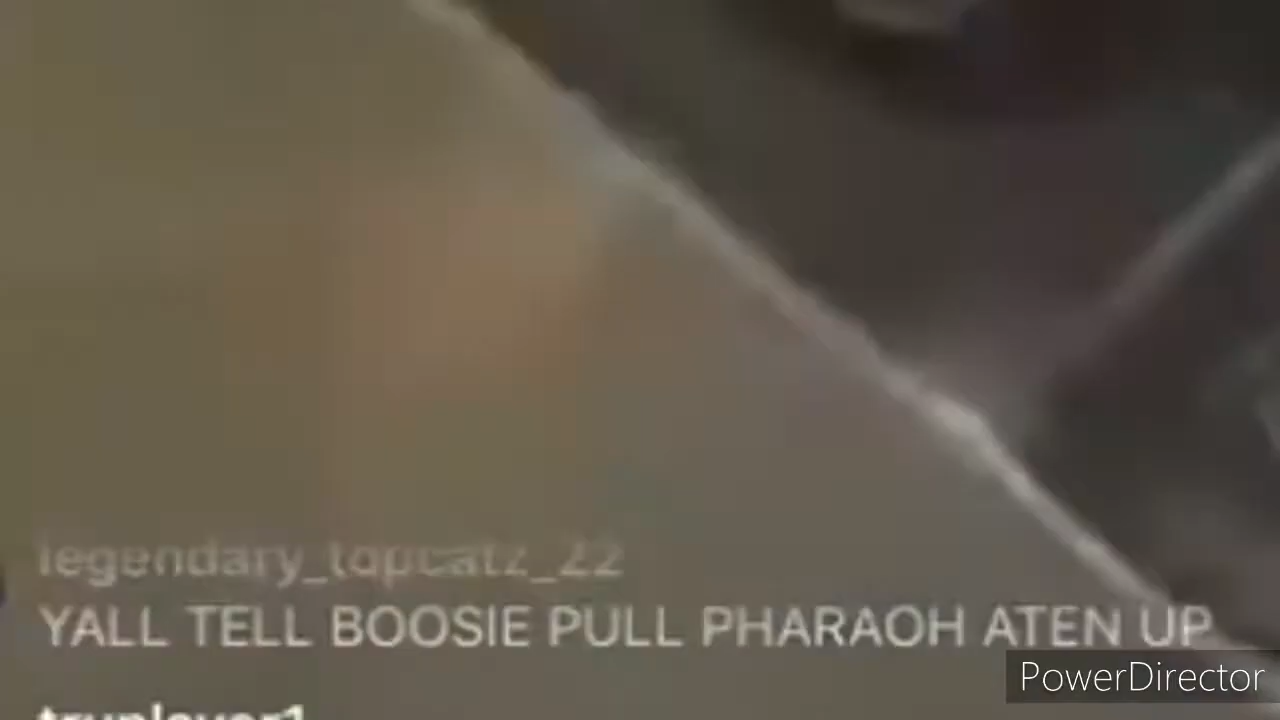 legendary_topcatz_22
YALL TELL BOOSIE PULL PHARAOH ATEN UP
PowerDirector